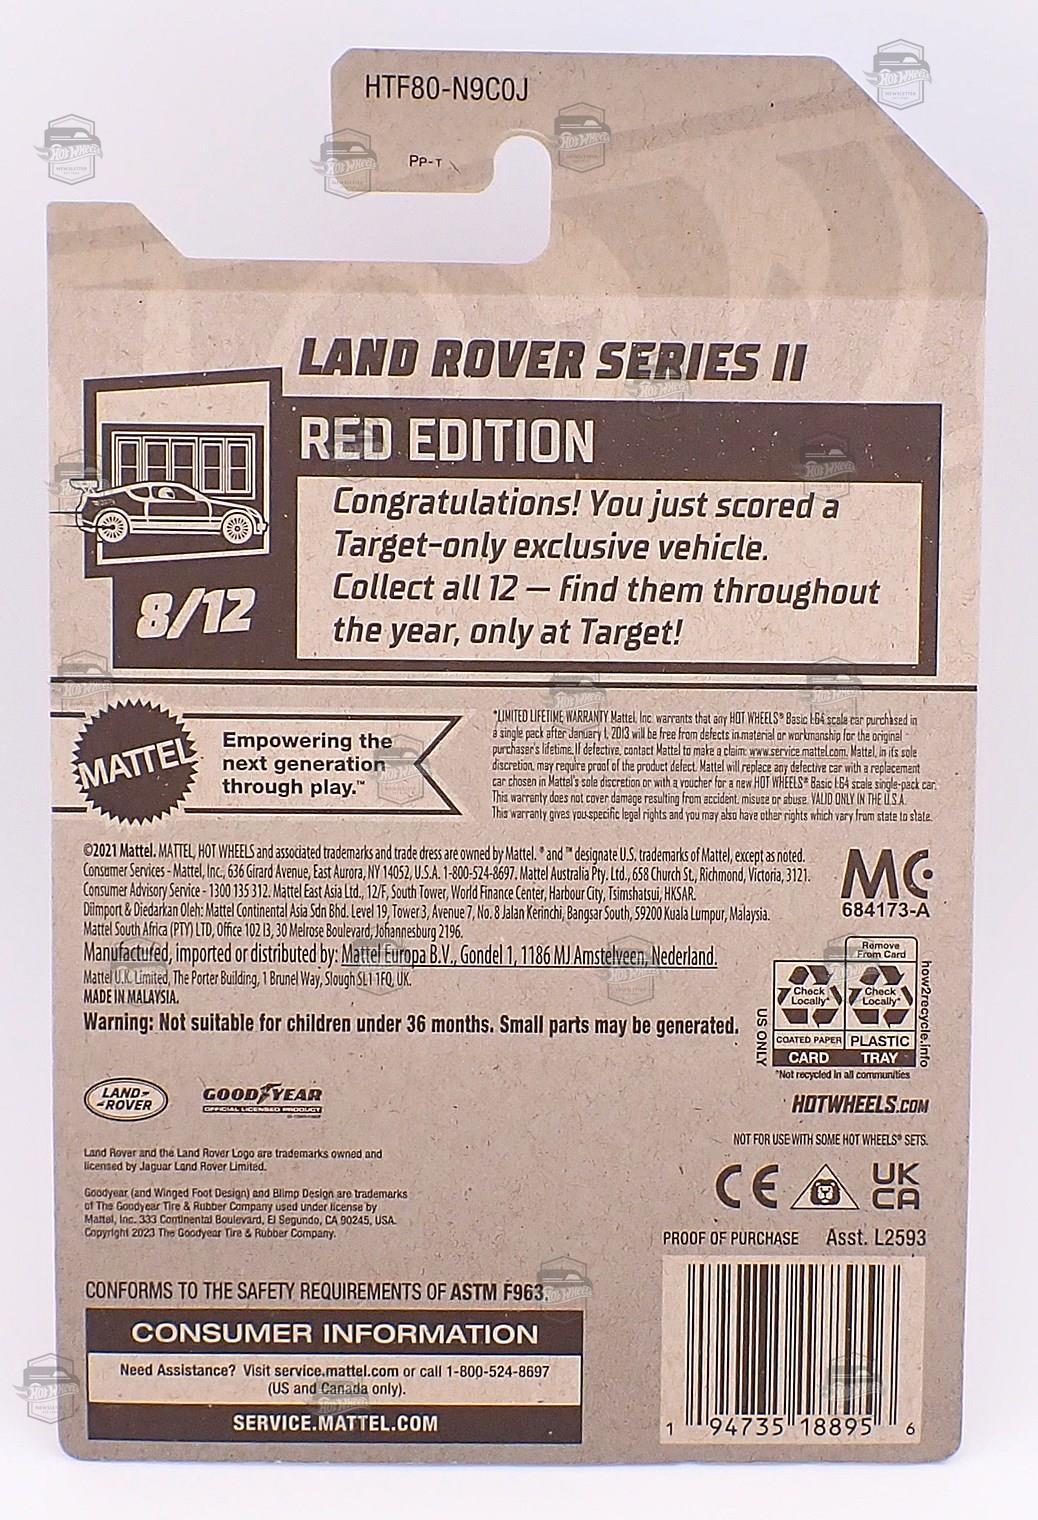 HTF80-N9C0J
PP-T
LAND ROVER SERIES II
RED EDITION
Congratulations! You just scored a
Target-only exclusive vehicle.
Collect all 12 — find them throughout
the year, only at Target!
8/12
MATTEL
Empowering the
next generation
through play.™
*LIMITED LIFETIME WARRANTY Mattel, Inc. warrants that any HOT WHEELS® Basic 1:64 scale car purchased in
a single pack after January 1, 2013 will be free from defects in material or workmanship for the original
purchaser's lifetime. If defective, contact Mattel to make a claim: www.service.mattel.com. Mattel, in its sole
discretion, may require proof of the product defect. Mattel will replace any defective car with a replacement
car chosen in Mattel's sole discretion or with a voucher for a new HOT WHEELS® Basic 1:64 scale single-pack car.
This warranty does not cover damage resulting from accident, misuse or abuse. VALID ONLY IN THE U.S.A.
This warranty gives you specific legal rights and you may also have other rights which vary from state to state.
©2021 Mattel. MATTEL, HOT WHEELS and associated trademarks and trade dress are owned by Mattel. ® and ™ designate U.S. trademarks of Mattel, except as noted.
Consumer Services - Mattel, Inc., 636 Girard Avenue, East Aurora, NY 14052, U.S.A. 1-800-524-8697. Mattel Australia Pty. Ltd., 658 Church St., Richmond, Victoria, 3121.
Consumer Advisory Service - 1300 135 312. Mattel East Asia Ltd., 12/F, South Tower, World Finance Center, Harbour City, Tsimshatsui, HKSAR.
Diimport & Diedarkan Oleh: Mattel Continental Asia Sdn Bhd. Level 19, Tower 3, Avenue 7, No. 8 Jalan Kerinchi, Bangsar South, 59200 Kuala Lumpur, Malaysia.
Mattel South Africa (PTY) LTD, Office 102 I3, 30 Melrose Boulevard, Johannesburg 2196.
Manufactured, imported or distributed by: Mattel Europa B.V., Gondel 1, 1186 MJ Amstelveen, Nederland.
Mattel U.K. Limited, The Porter Building, 1 Brunel Way, Slough SL1 1FQ, UK.
MADE IN MALAYSIA.
Warning: Not suitable for children under 36 months. Small parts may be generated.
MC
684173-A
Remove
From Card
Check
Locally*
Check
Locally*
COATED PAPER
PLASTIC
CARD
TRAY
US ONLY
how2recycle.info
*Not recycled in all communities
LAND-
-ROVER
GOODYEAR
OFFICIAL LICENSED PRODUCT
HOTWHEELS.COM
NOT FOR USE WITH SOME HOT WHEELS® SETS.
Land Rover and the Land Rover Logo are trademarks owned and
licensed by Jaguar Land Rover Limited.
Goodyear (and Winged Foot Design) and Blimp Design are trademarks
of The Goodyear Tire & Rubber Company used under license by
Mattel, Inc. 333 Continental Boulevard, El Segundo, CA 90245, USA.
Copyright 2023 The Goodyear Tire & Rubber Company.
CE
UK
CA
PROOF OF PURCHASE
Asst. L2593
CONFORMS TO THE SAFETY REQUIREMENTS OF ASTM F963.
CONSUMER INFORMATION
Need Assistance? Visit service.mattel.com or call 1-800-524-8697
(US and Canada only).
SERVICE.MATTEL.COM
1 94735 18895 6
HOT WHEELS
NEWSLETTER